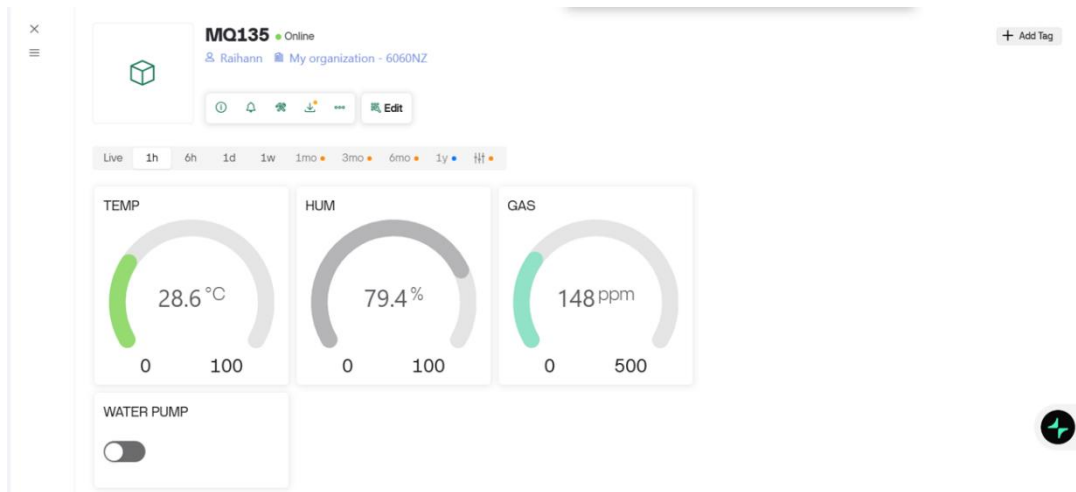 MQ135 Online
Raihann My organization - 6060NZ
+ Add Tag
Edit
Live 1h 6h 1d 1w 1mo 3mo 6mo 1y
TEMP
28.6 °C
0 100
HUM
79.4 %
0 100
GAS
148 ppm
0 500
WATER PUMP